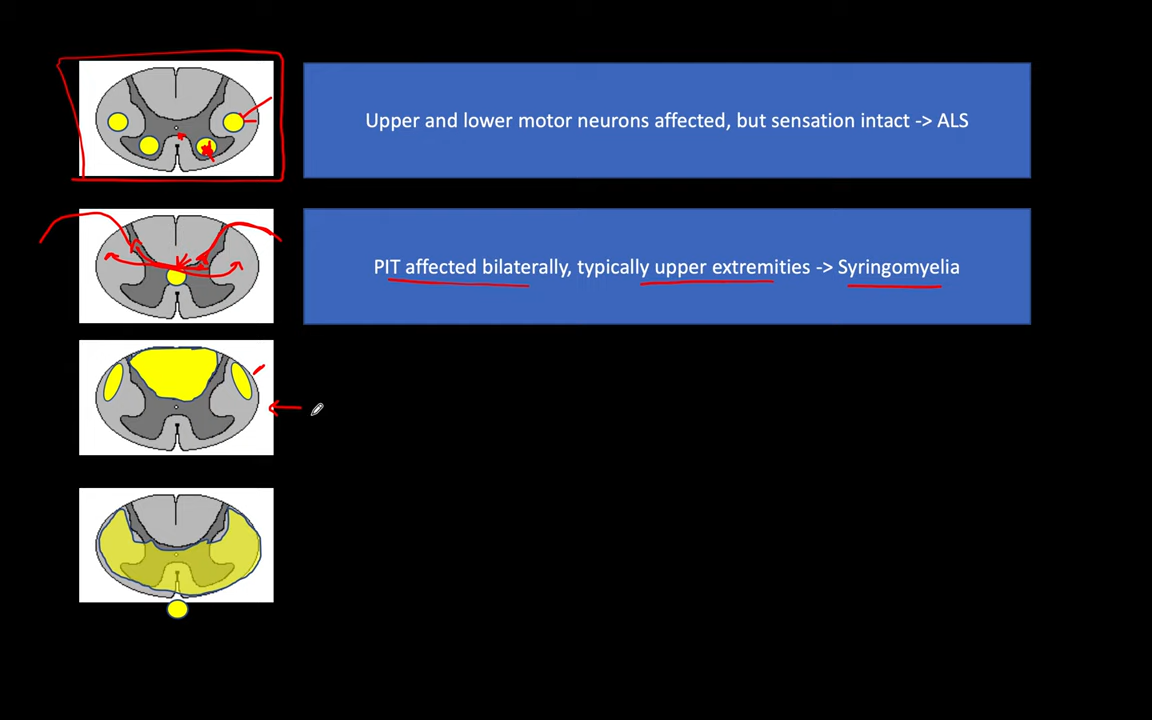 Upper and lower motor neurons affected, but sensation intact -> ALS
PIT affected bilaterally, typically upper extremities -> Syringomyelia